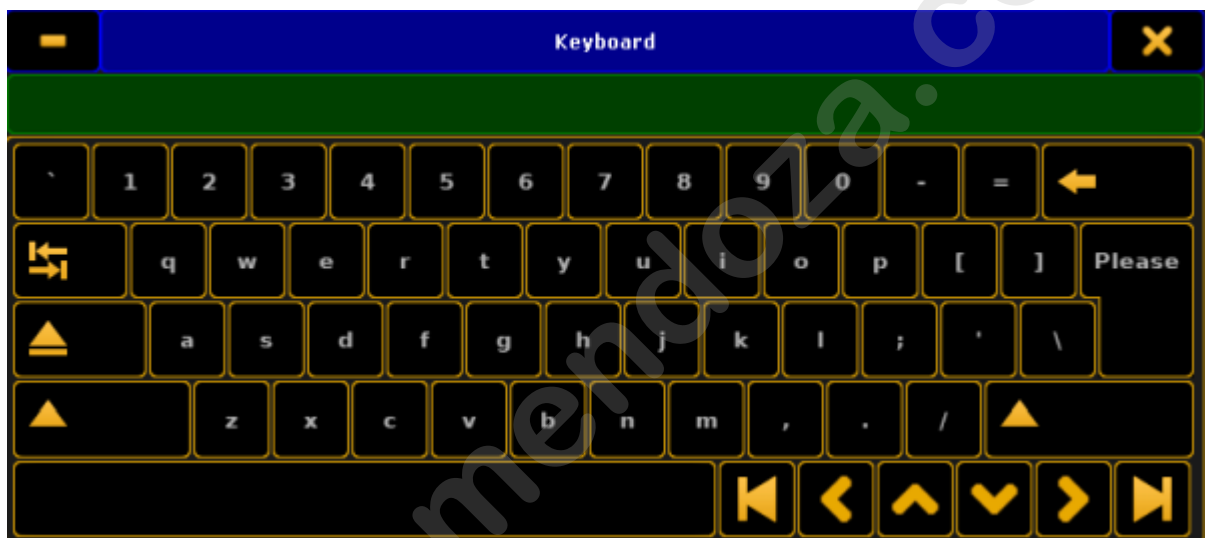 Keyboard
` 1 2 3 4 5 6 7 8 9 0 - =
q w e r t y u i o p [ ] Please
a s d f g h j k l ; ' \
z x c v b n m , . /
mendoza.c